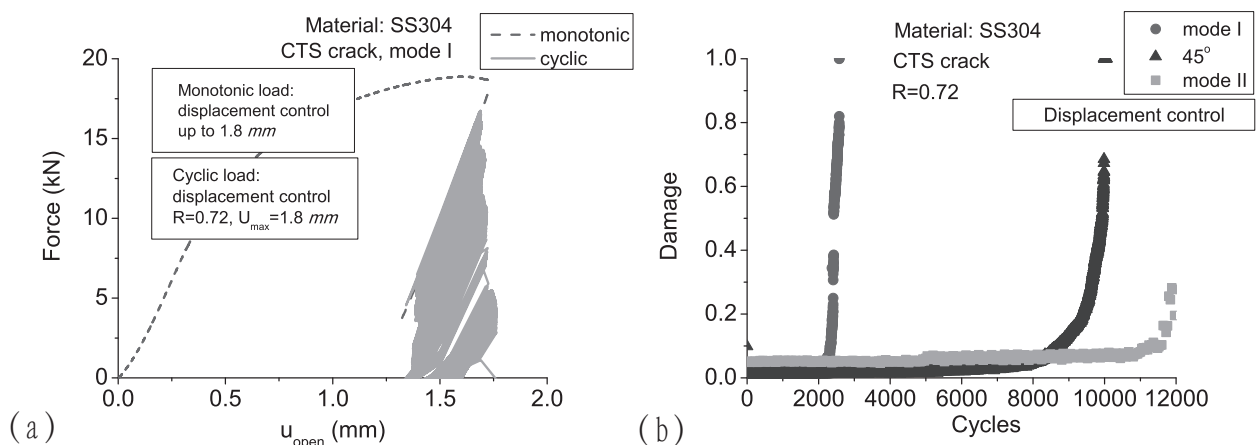 Material: SS304
CTS crack, mode I
monotonic
cyclic
Monotonic load:
displacement control
up to 1.8 mm
Cyclic load:
displacement control
R=0.72, Umax=1.8 mm
Force (kN)
20
15
10
5
0
0.0 0.5 1.0 1.5 2.0
uopen (mm)
(a)
Material: SS304
CTS crack
R=0.72
mode I
45°
mode II
Displacement control
Damage
1.0
0.8
0.6
0.4
0.2
0.0
0 2000 4000 6000 8000 10000 12000
Cycles
(b)